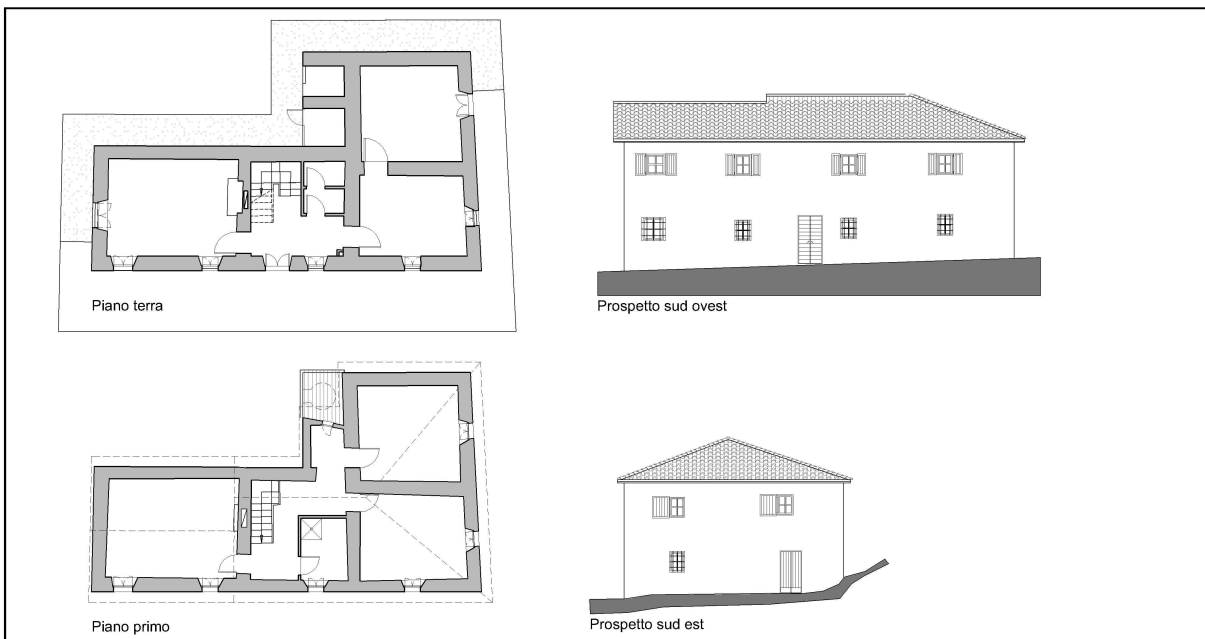 Piano terra
Prospetto sud ovest
Piano primo
Prospetto sud est